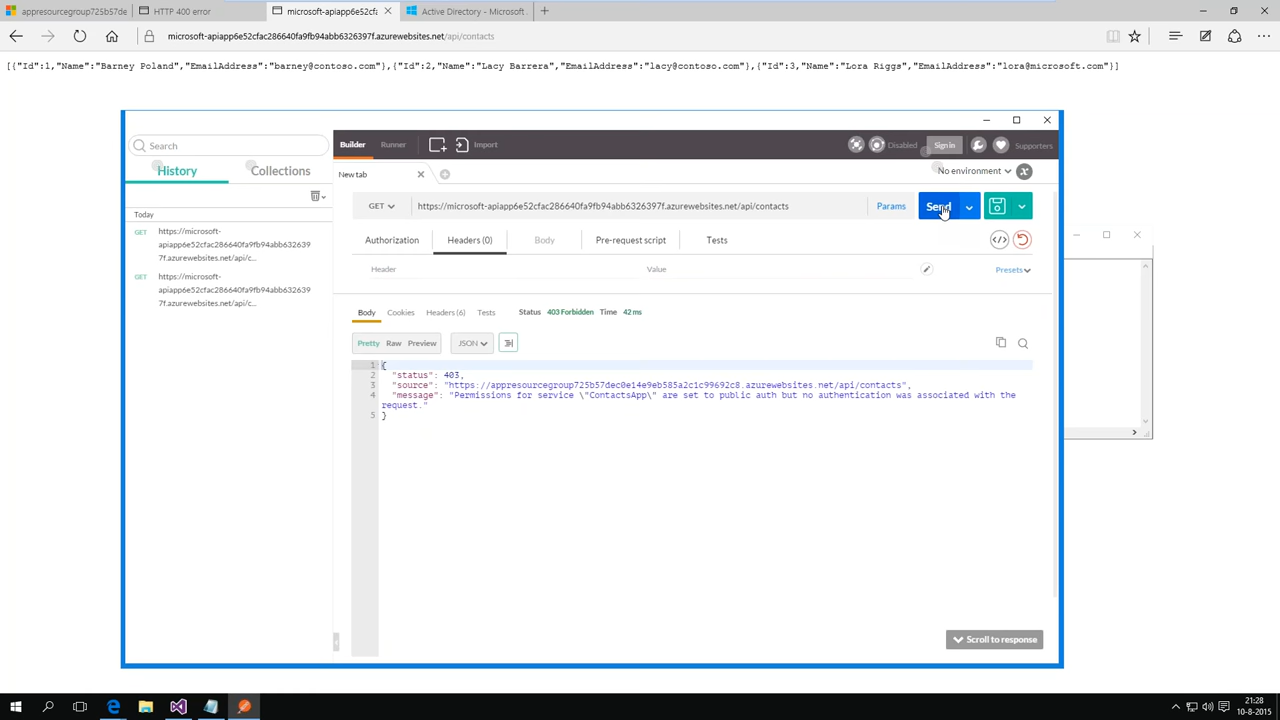 appresourcegroup725b57de
HTTP 400 error
microsoft-apiapp6e52cfa
Active Directory - Microsoft
microsoft-apiapp6e52cfac286640fa9fb94abb6326397f.azurewebsites.net/api/contacts
[{"Id":1,"Name":"Barney Poland","EmailAddress":"barney@contoso.com"},{"Id":2,"Name":"Lacy Barrera","EmailAddress":"lacy@contoso.com"},{"Id":3,"Name":"Lora Riggs","EmailAddress":"lora@microsoft.com"}]
Search
Builder
Runner
Import
Disabled
Sign in
Supporters
History
Collections
New tab
No environment
Today
GET
https://microsoft-
apiapp6e52cfac286640fa9fb94abb632639
7f.azurewebsites.net/api/c...
GET
https://microsoft-
apiapp6e52cfac286640fa9fb94abb632639
7f.azurewebsites.net/api/c...
GET
https://microsoft-apiapp6e52cfac286640fa9fb94abb6326397f.azurewebsites.net/api/contacts
Params
Send
Authorization
Headers (0)
Body
Pre-request script
Tests
Header
Value
Presets
Body
Cookies
Headers (6)
Tests
Status 403 Forbidden Time 42 ms
Pretty
Raw
Preview
JSON
1 {
2 "status": 403,
3 "source": "https://appresourcegroup725b57dec0e14e9eb585a2c1c99692c8.azurewebsites.net/api/contacts",
4 "message": "Permissions for service \"ContactsApp\" are set to public auth but no authentication was associated with the
request."
5 }
Scroll to response
21:28
10-8-2015